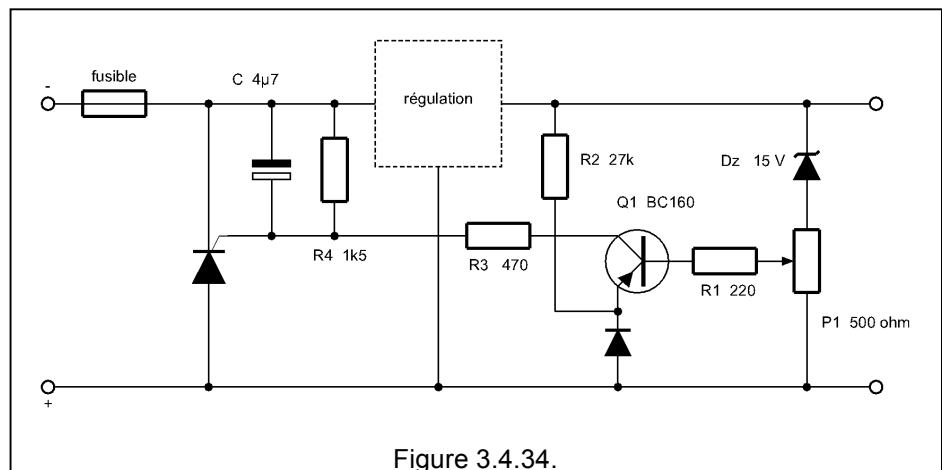 fusible
C 4µ7
-
régulation
R2 27k
Dz 15 V
Q1 BC160
R4 1k5
R3 470
R1 220
P1 500 ohm
+
Figure 3.4.34.